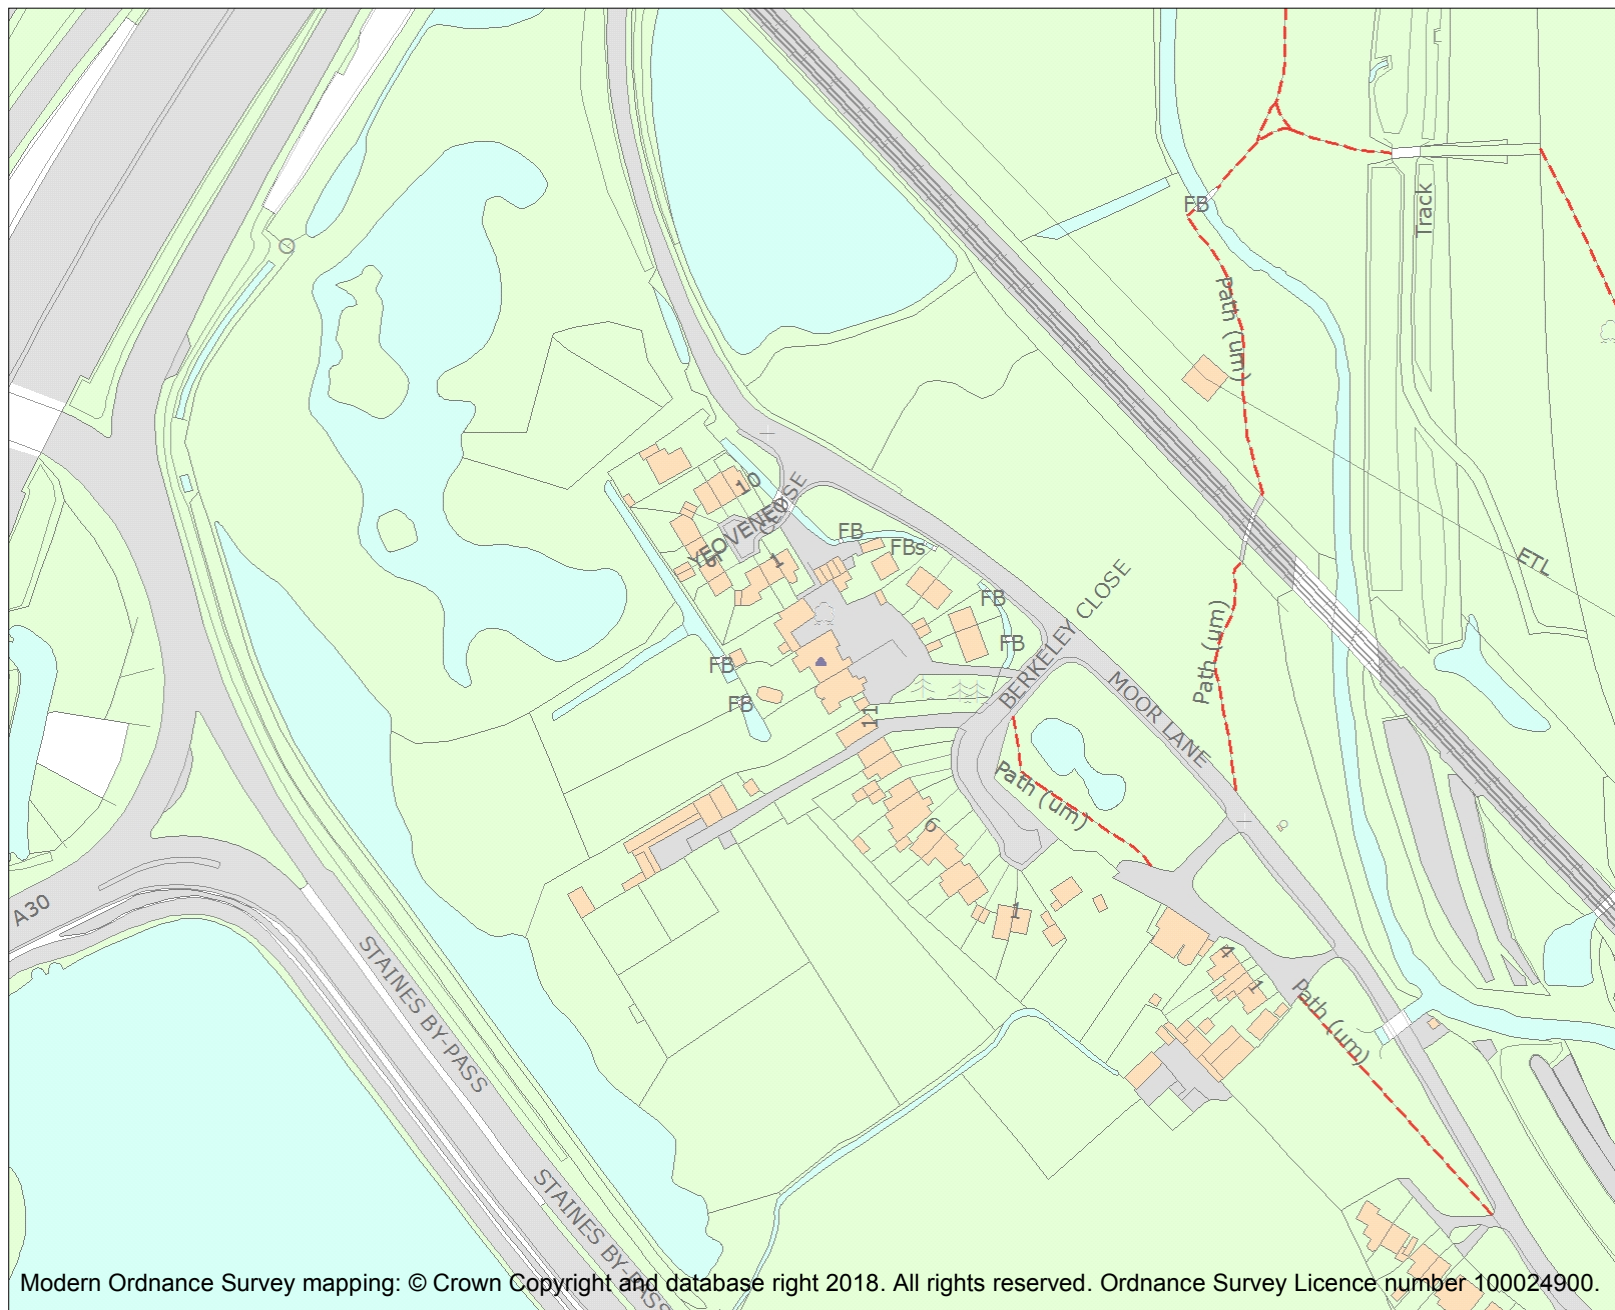 FB
Track
Path (um)
10
YEOVENEY
CLOSE
FB
FBs
5
1
ETL
FB
FB
BERKELEY CLOSE
Path (um)
FB
FB
11
MOOR LANE
Path (um)
6
A30
1
4
1
STAINES BY-PASS
Path (um)
STAINES BY-PASS
Modern Ordnance Survey mapping: © Crown Copyright and database right 2018. All rights reserved. Ordnance Survey Licence number 100024900.